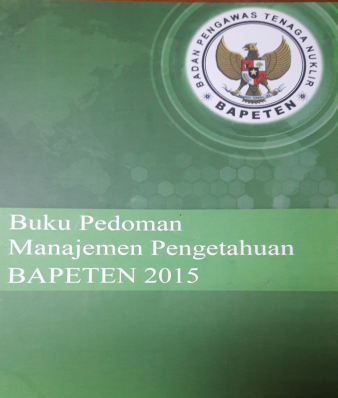 BADAN PENGAWAS TENAGA NUKLIR
BAPETEN
Buku Pedoman
Manajemen Pengetahuan
BAPETEN 2015